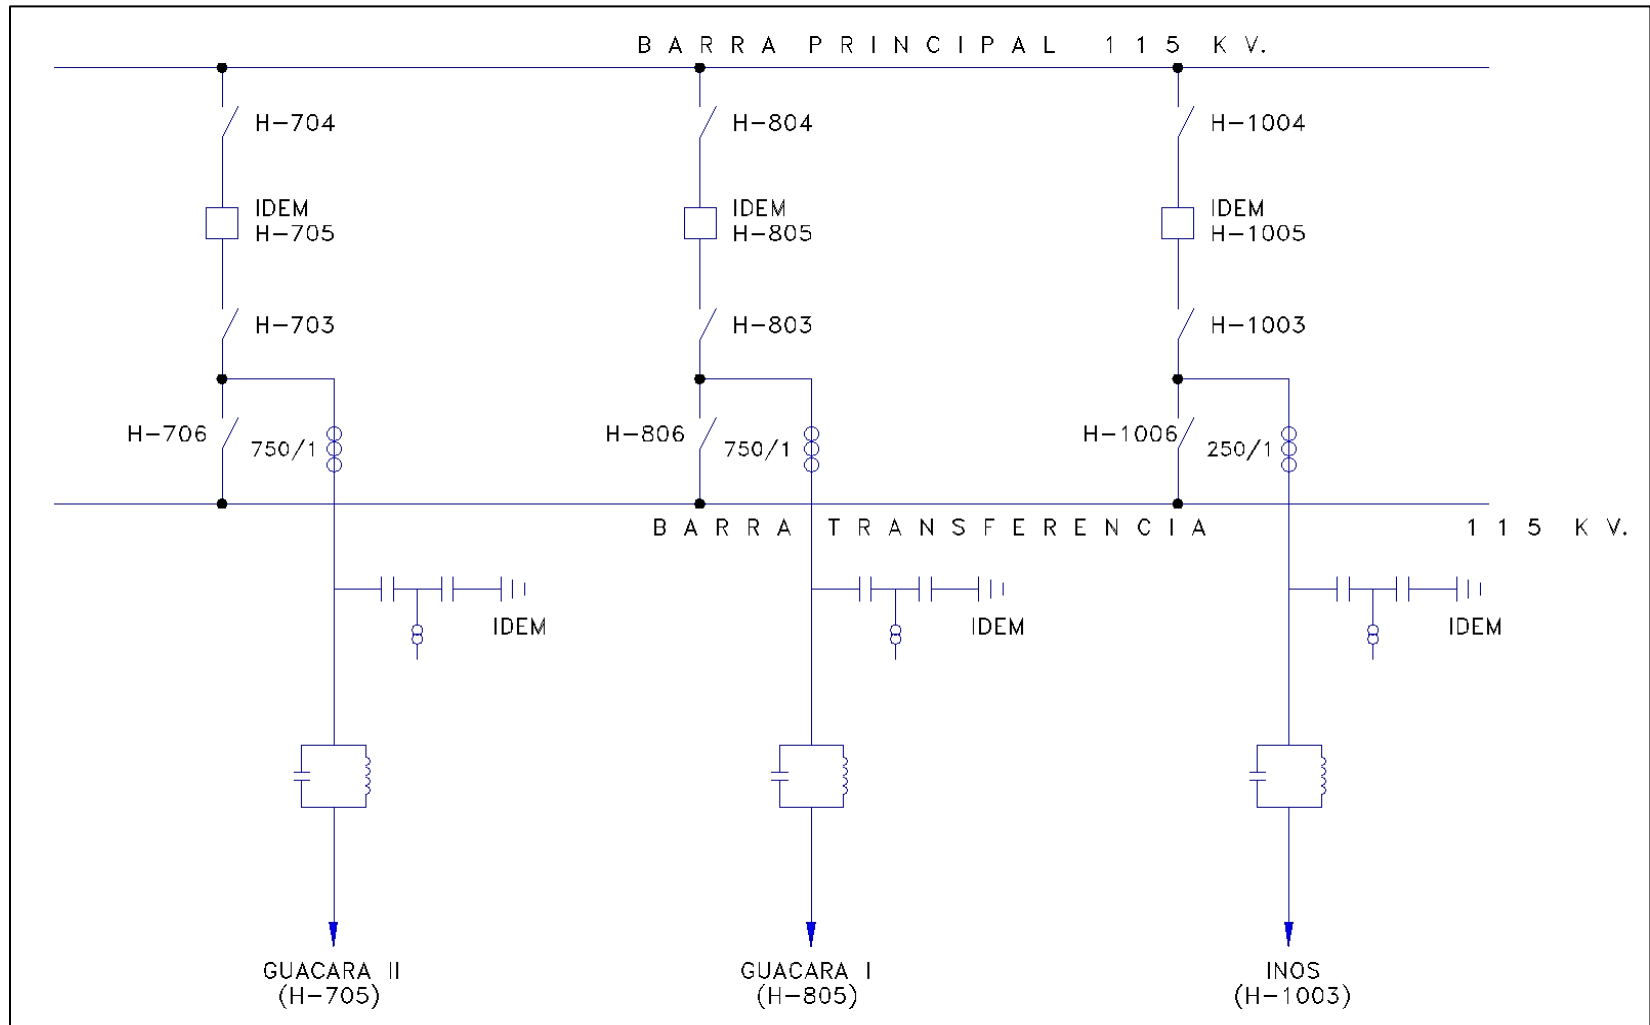 BARRA PRINCIPAL 115 KV.
H-704
H-804
H-1004
IDEM
H-705
IDEM
H-805
IDEM
H-1005
H-703
H-803
H-1003
H-706
750/1
H-806
750/1
H-1006
250/1
BARRA TRANSFERENCIA 115 KV.
IDEM
IDEM
IDEM
GUACARA II
(H-705)
GUACARA I
(H-805)
INOS
(H-1003)